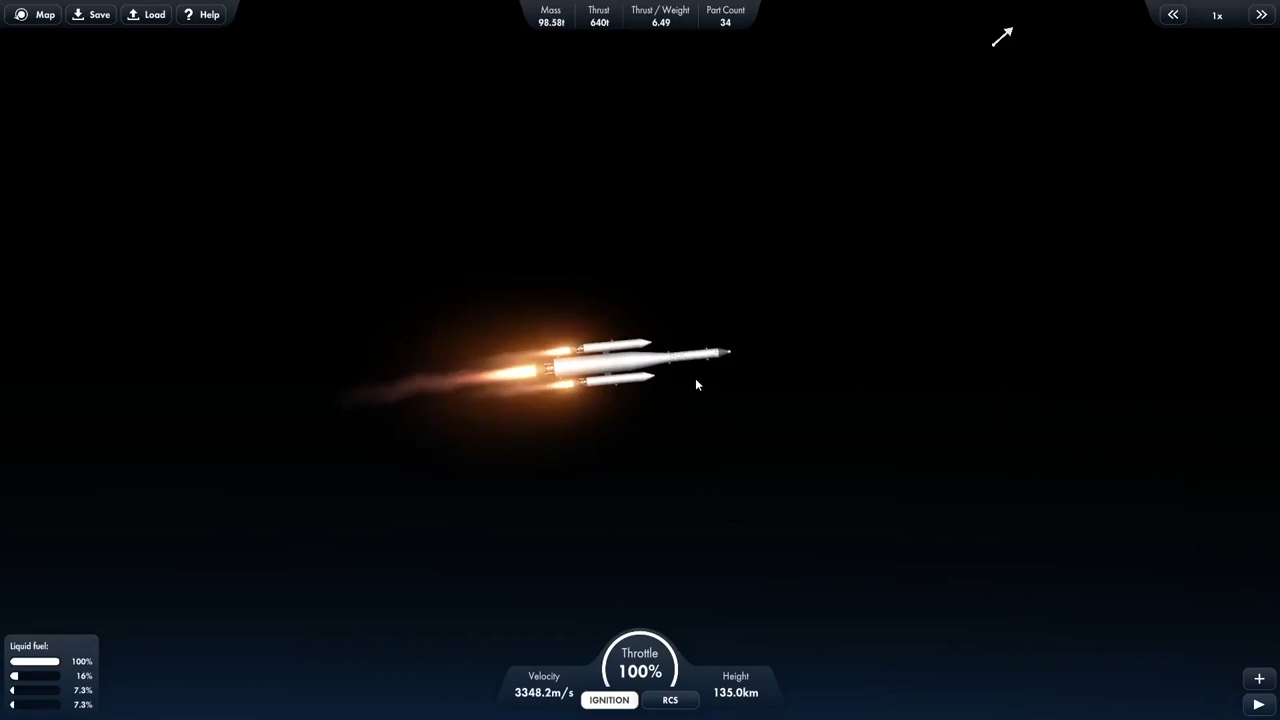 Map
Save
Load
Help
Mass
98.58t
Thrust
640t
Thrust / Weight
6.49
Part Count
34
1x
Liquid fuel:
100%
16%
7.3%
7.3%
Throttle
100%
Velocity
3348.2m/s
IGNITION
RCS
Height
135.0km